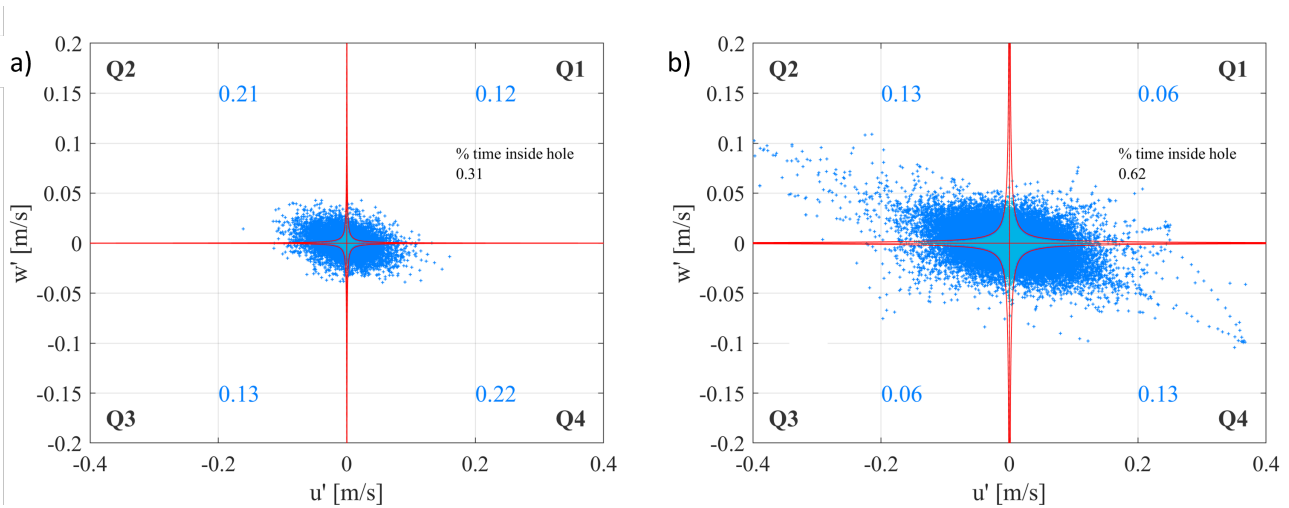 a)
Q2
Q1
0.21
0.12
% time inside hole
0.31
0.13
0.22
Q3
Q4
0.2
0.15
0.1
0.05
0
-0.05
-0.1
-0.15
-0.2
w' [m/s]
-0.4
-0.2
0
0.2
0.4
u' [m/s]
b)
Q2
Q1
0.13
0.06
% time inside hole
0.62
0.06
0.13
Q3
Q4
0.2
0.15
0.1
0.05
0
-0.05
-0.1
-0.15
-0.2
w' [m/s]
-0.4
-0.2
0
0.2
0.4
u' [m/s]